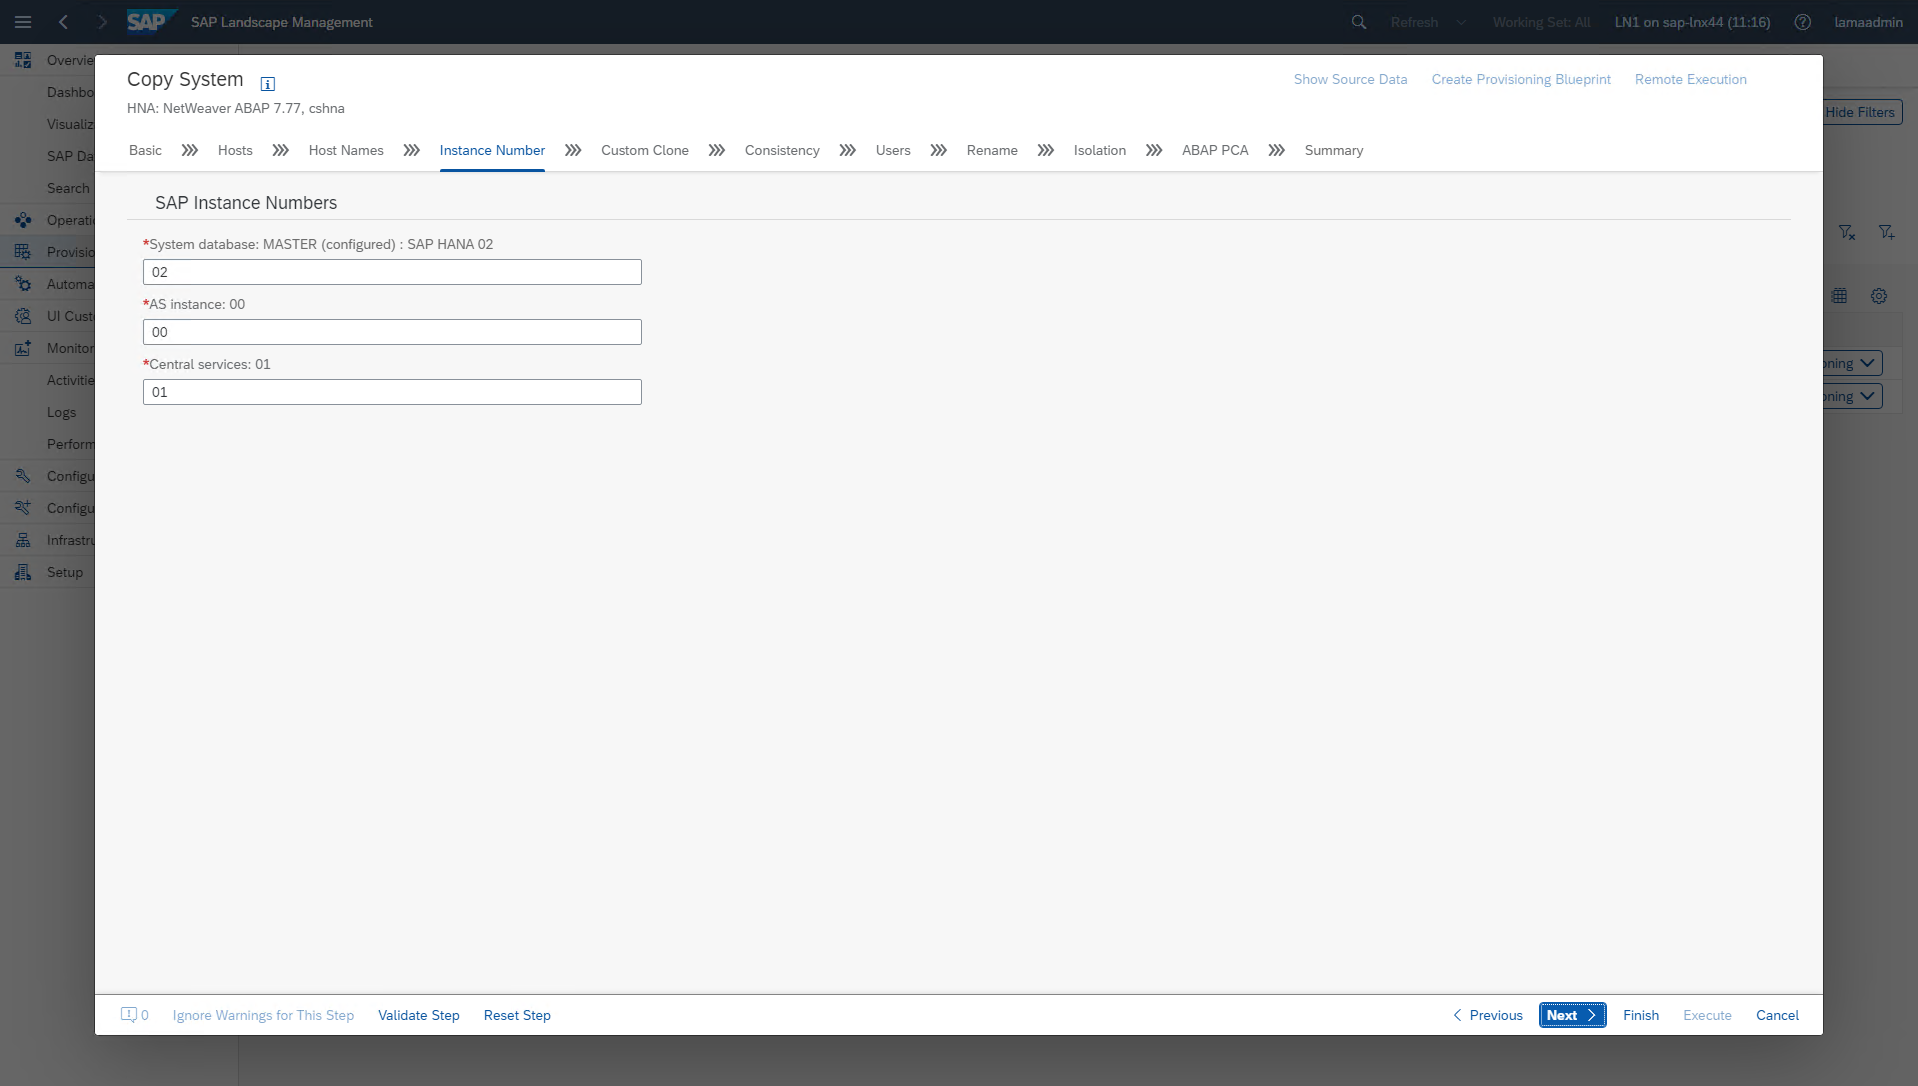 SAP SAP Landscape Management Refresh Working Set: All LN1 on sap-lnx44 (11:16) lamaadmin
Overvie
Dashbo
Visualiz
SAP Da
Search
Operati
Provisio
Automa
UI Cust
Monitor
Activitie
Logs
Perform
Configu
Configu
Infrastru
Setup
Copy System
Show Source Data Create Provisioning Blueprint Remote Execution
HNA: NetWeaver ABAP 7.77, cshna
Hide Filters
Basic Hosts Host Names Instance Number Custom Clone Consistency Users Rename Isolation ABAP PCA Summary
SAP Instance Numbers
*System database: MASTER (configured) : SAP HANA 02
02
*AS instance: 00
00
*Central services: 01
01
oning
oning
0 Ignore Warnings for This Step Validate Step Reset Step Previous Next Finish Execute Cancel